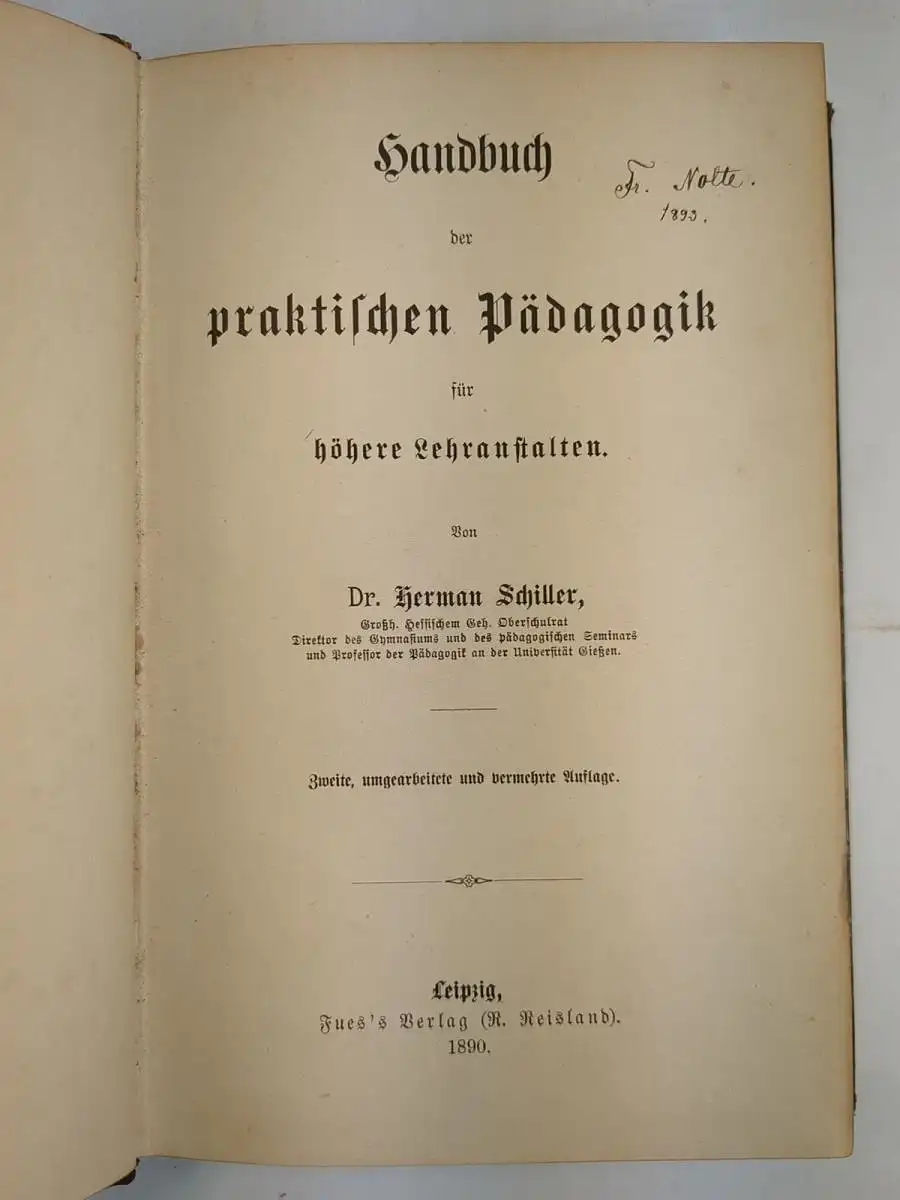 Handbuch
Fr. Nolte.
1893.
der
praktiſchen Pädagogik
für
höhere Lehranſtalten.
Von
Dr. Herman Schiller,
Großh. Heſſiſchem Geh. Oberſchulrat
Direktor des Gymnaſiums und des pädagogiſchen Seminars
und Profeſſor der Pädagogik an der Univerſität Gießen.
Zweite, umgearbeitete und vermehrte Auflage.
Leipzig,
Fues's Verlag (R. Reisland).
1890.